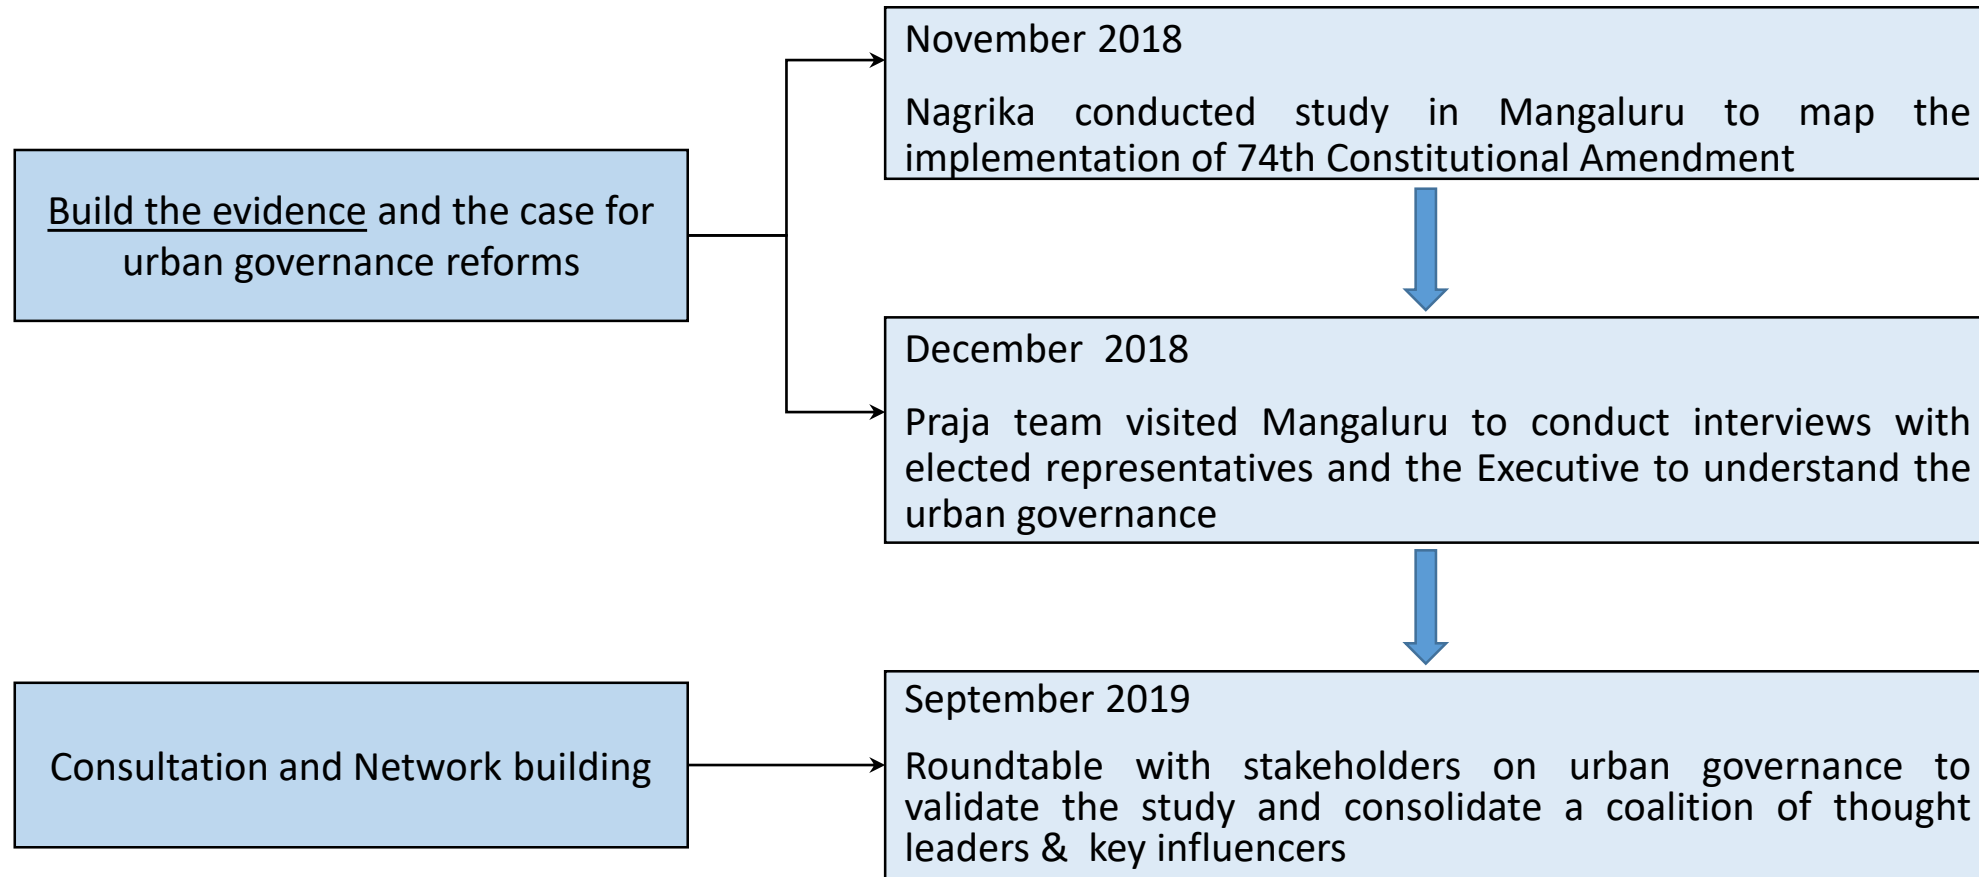 Build the evidence and the case for
urban governance reforms
November 2018
Nagrika conducted study in Mangaluru to map the
implementation of 74th Constitutional Amendment
December  2018
Praja team visited Mangaluru to conduct interviews with
elected representatives and the Executive to understand the
urban governance
Consultation and Network building
September 2019
Roundtable with stakeholders on urban governance to
validate the study and consolidate a coalition of thought
leaders &  key influencers